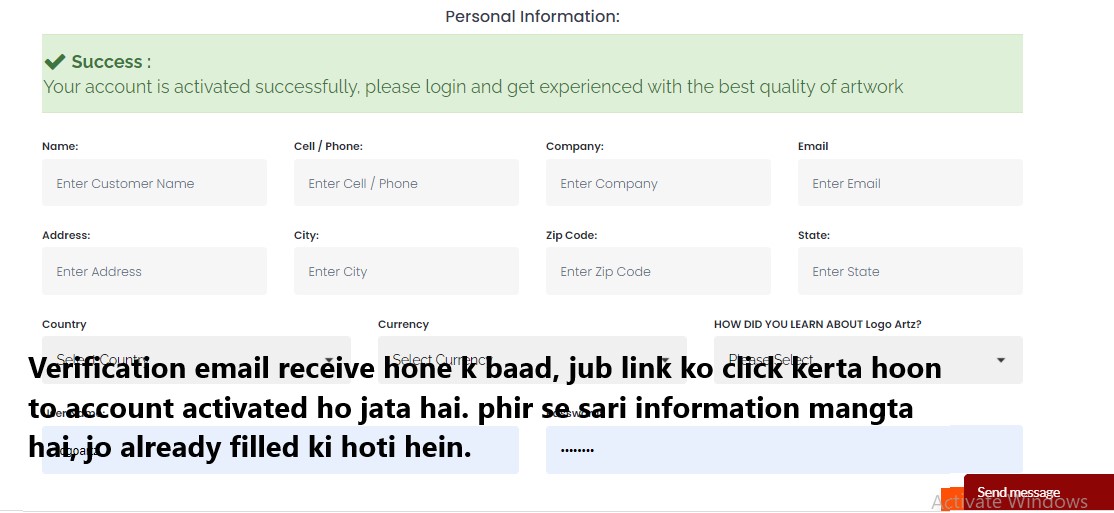 Personal Information:
Success :
Your account is activated successfully, please login and get experienced with the best quality of artwork
Name: Cell / Phone: Company: Email
Enter Customer Name Enter Cell / Phone Enter Company Enter Email
Address: City: Zip Code: State:
Enter Address Enter City Enter Zip Code Enter State
Country Currency HOW DID YOU LEARN ABOUT Logo Artz?
Select Country Select Currency Please Select
Verification email receive hone k baad, jub link ko click kerta hoon
to account activated ho jata hai. phir se sari information mangta
hai, jo already filled ki hoti hein.
••••••••
Send message
Activate Windows